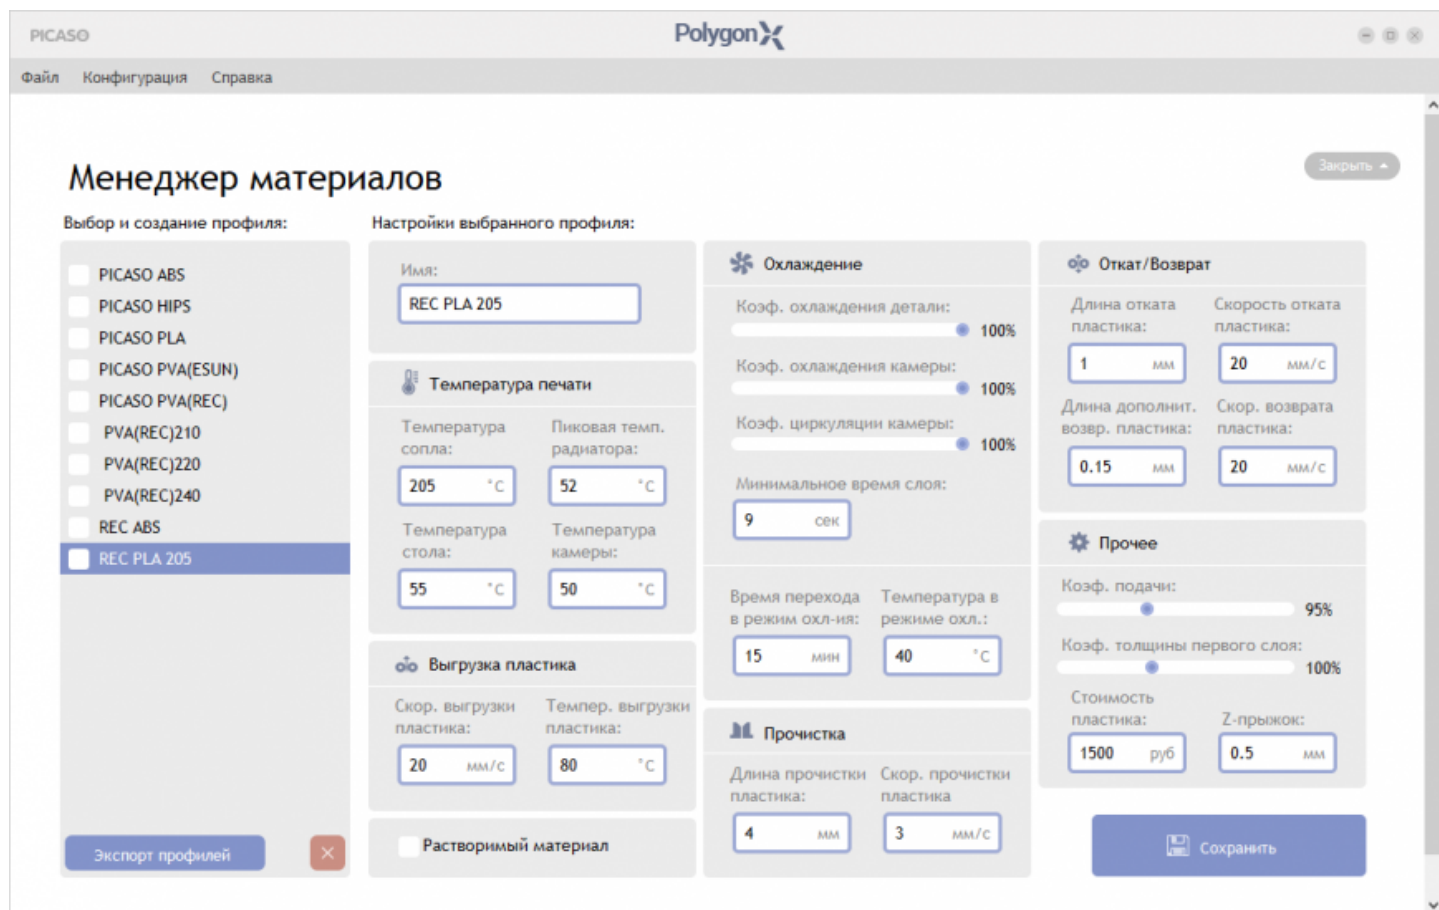 PICASO
PolygonX
Файл Конфигурация Справка
Менеджер материалов
Закрыть
Выбор и создание профиля:
PICASO ABS
PICASO HIPS
PICASO PLA
PICASO PVA(ESUN)
PICASO PVA(REC)
PVA(REC)210
PVA(REC)220
PVA(REC)240
REC ABS
REC PLA 205
Экспорт профилей
Настройки выбранного профиля:
Имя:
REC PLA 205
Температура печати
Температура сопла:
205 °C
Пиковая темп. радиатора:
52 °C
Температура стола:
55 °C
Температура камеры:
50 °C
Выгрузка пластика
Скор. выгрузки пластика:
20 мм/с
Темпер. выгрузки пластика:
80 °C
Растворимый материал
Охлаждение
Коэф. охлаждения детали:
100%
Коэф. охлаждения камеры:
100%
Коэф. циркуляции камеры:
100%
Минимальное время слоя:
9 сек
Время перехода в режим охл-ия:
15 мин
Температура в режиме охл.:
40 °C
Прочистка
Длина прочистки пластика:
4 мм
Скор. прочистки пластика
3 мм/с
Откат/Возврат
Длина отката пластика:
1 мм
Скорость отката пластика:
20 мм/с
Длина дополнит. возвр. пластика:
0.15 мм
Скор. возврата пластика:
20 мм/с
Прочее
Коэф. подачи:
95%
Коэф. толщины первого слоя:
100%
Стоимость пластика:
1500 руб
Z-прыжок:
0.5 мм
Сохранить